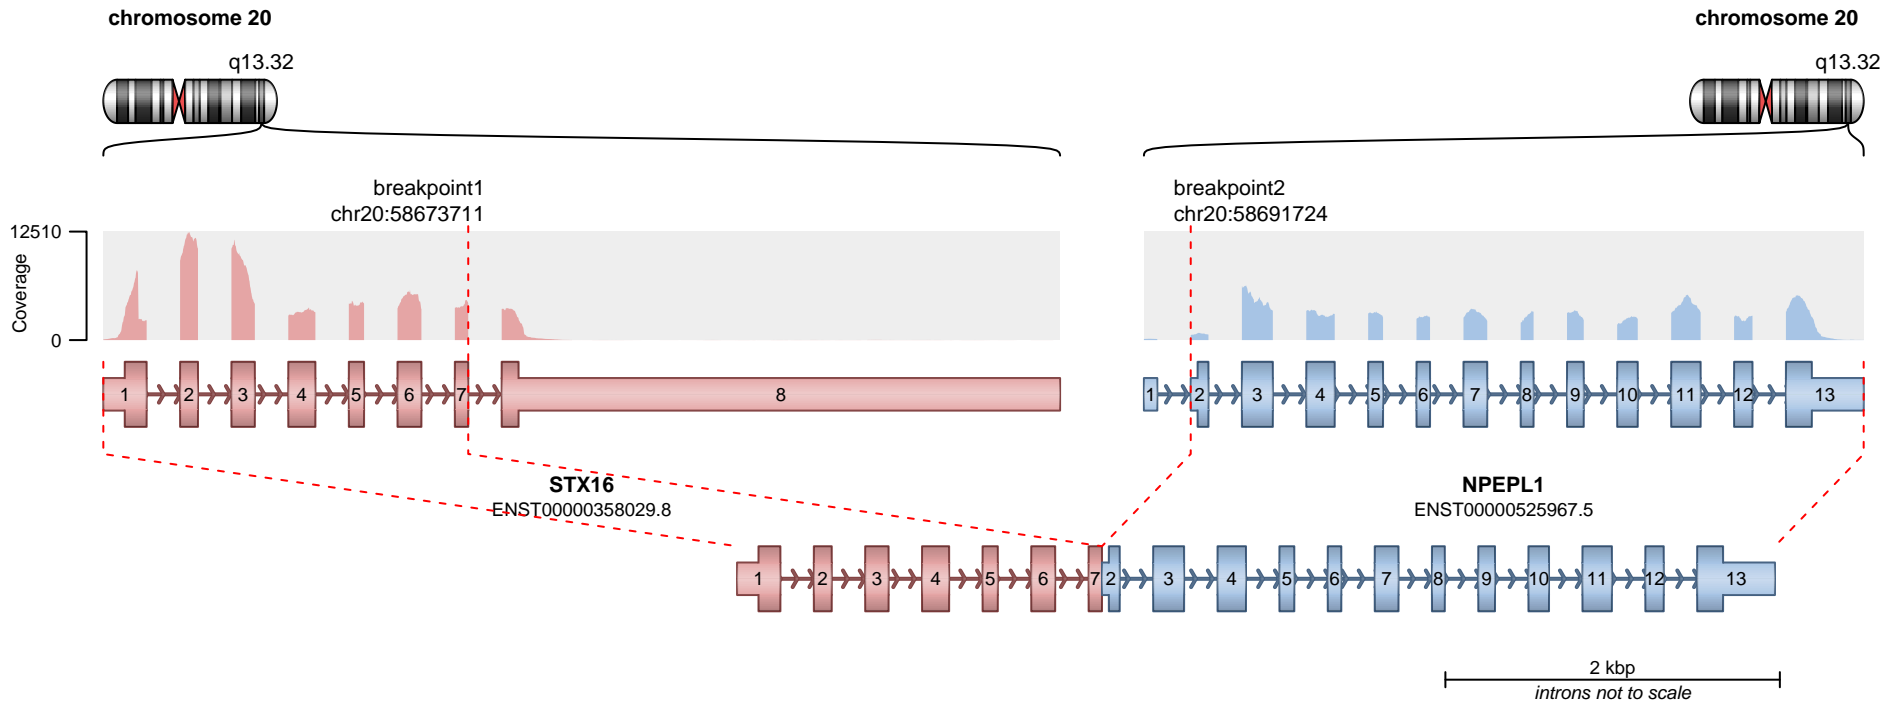 chromosome 20
chromosome 20
q13.32
q13.32
breakpoint1
chr20:58673711
breakpoint2
chr20:58691724
12510
Coverage
0
1 2 3 4 5 6 7 8
1 2 3 4 5 6 7 8 9 10 11 12 13
STX16
ENST00000358029.8
NPEPL1
ENST00000525967.5
1 2 3 4 5 6 7 2 3 4 5 6 7 8 9 10 11 12 13
2 kbp
introns not to scale